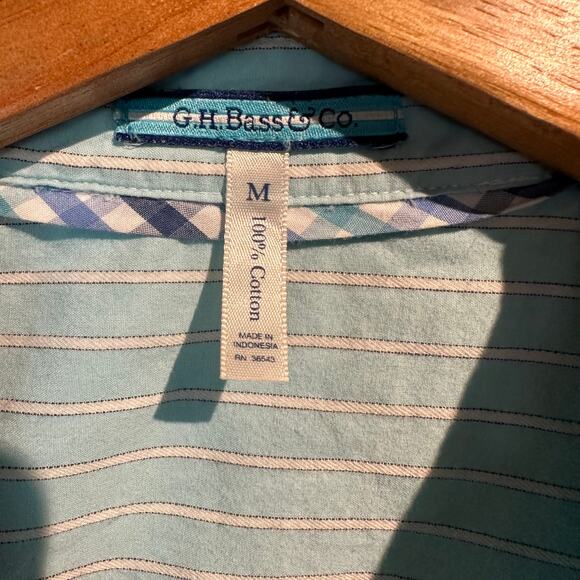 G.H. Bass & Co.
M
100% Cotton
MADE IN
INDONESIA
RN 36543